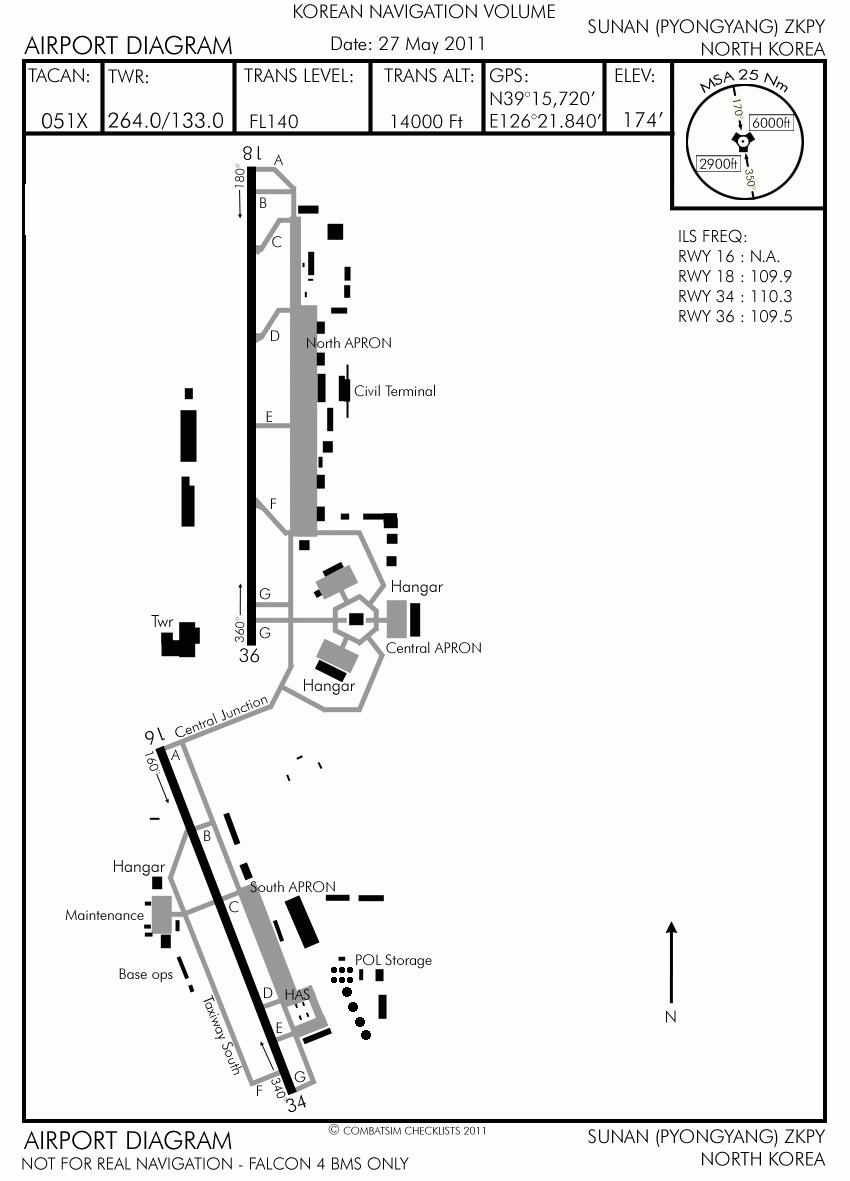 KOREAN NAVIGATION VOLUME
AIRPORT DIAGRAM
Date: 27 May 2011
SUNAN (PYONGYANG) ZKPY
NORTH KOREA
TACAN:
051X
TWR:
264.0/133.0
TRANS LEVEL:
FL140
TRANS ALT:
14000 Ft
GPS:
N39°15,720'
E126°21.840'
ELEV:
174'
MSA 25 Nm
170°
6000ft
2900ft
350°
ILS FREQ:
RWY 16 : N.A.
RWY 18 : 109.9
RWY 34 : 110.3
RWY 36 : 109.5
18
A
180°
B
C
D
North APRON
Civil Terminal
E
F
Hangar
G
360°
Twr
G
36
Central APRON
Hangar
Central Junction
16
A
160°
B
Hangar
South APRON
C
Maintenance
POL Storage
Base ops
D
HAS
Taxiway South
E
F
G
340°
34
N
© COMBATSIM CHECKLISTS 2011
AIRPORT DIAGRAM
NOT FOR REAL NAVIGATION - FALCON 4 BMS ONLY
SUNAN (PYONGYANG) ZKPY
NORTH KOREA